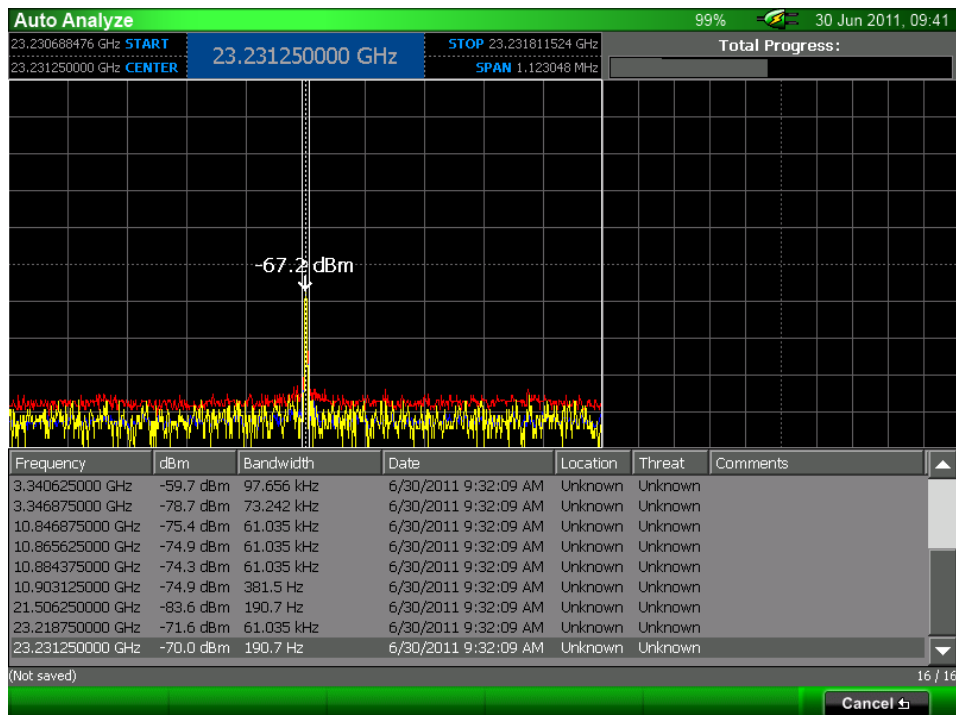 Auto Analyze 99% 30 Jun 2011, 09:41
23.230688476 GHz START 23.231250000 GHz STOP 23.231811524 GHz Total Progress:
23.231250000 GHz CENTER SPAN 1.123048 MHz
-67.2 dBm
Frequency dBm Bandwidth Date Location Threat Comments
3.340625000 GHz -59.7 dBm 97.656 kHz 6/30/2011 9:32:09 AM Unknown Unknown
3.346875000 GHz -78.7 dBm 73.242 kHz 6/30/2011 9:32:09 AM Unknown Unknown
10.846875000 GHz -75.4 dBm 61.035 kHz 6/30/2011 9:32:09 AM Unknown Unknown
10.865625000 GHz -74.9 dBm 61.035 kHz 6/30/2011 9:32:09 AM Unknown Unknown
10.884375000 GHz -74.3 dBm 61.035 kHz 6/30/2011 9:32:09 AM Unknown Unknown
10.903125000 GHz -74.9 dBm 381.5 Hz 6/30/2011 9:32:09 AM Unknown Unknown
21.506250000 GHz -83.6 dBm 190.7 Hz 6/30/2011 9:32:09 AM Unknown Unknown
23.218750000 GHz -71.6 dBm 61.035 kHz 6/30/2011 9:32:09 AM Unknown Unknown
23.231250000 GHz -70.0 dBm 190.7 Hz 6/30/2011 9:32:09 AM Unknown Unknown
(Not saved) 16 / 16
Cancel